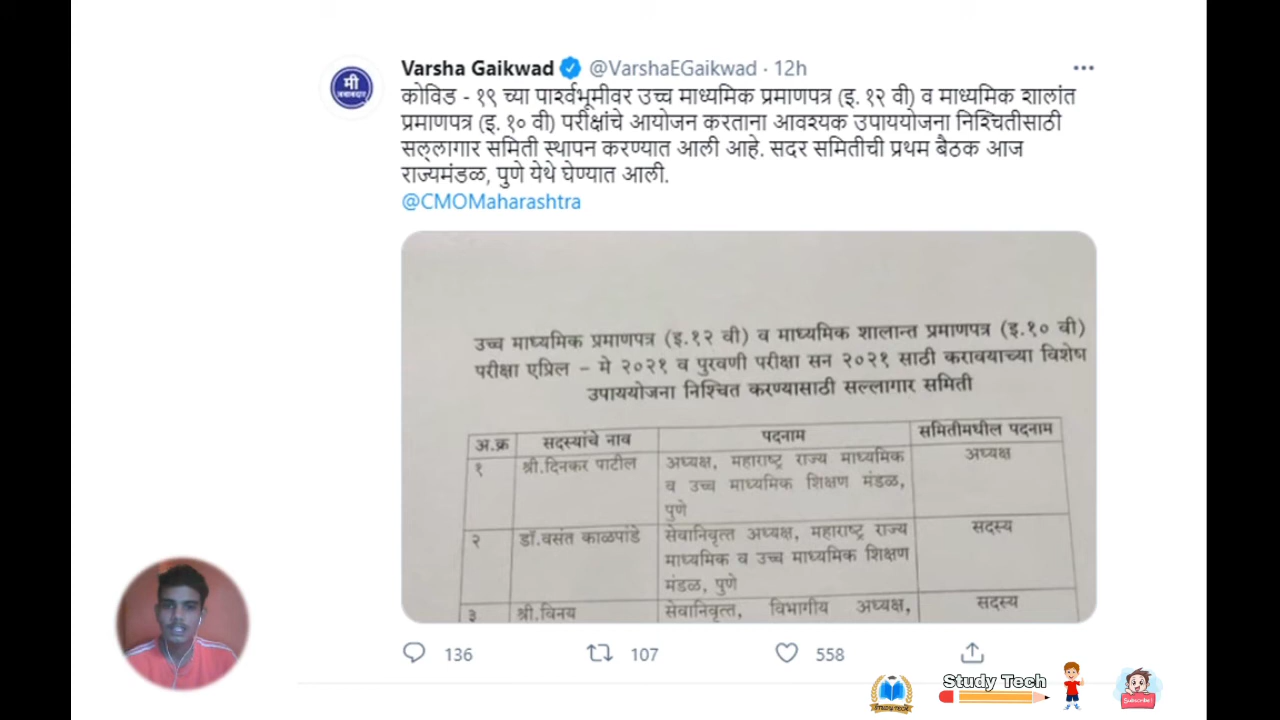 मी
जबाबदार
Varsha Gaikwad @VarshaEGaikwad · 12h
कोविड - १९ च्या पार्श्वभूमीवर उच्च माध्यमिक प्रमाणपत्र (इ. १२ वी) व माध्यमिक शालांत
प्रमाणपत्र (इ. १० वी) परीक्षांचे आयोजन करताना आवश्यक उपाययोजना निश्चितीसाठी
सल्लागार समिती स्थापन करण्यात आली आहे. सदर समितीची प्रथम बैठक आज
राज्यमंडळ, पुणे येथे घेण्यात आली.
@CMOMaharashtra
उच्च माध्यमिक प्रमाणपत्र (इ.१२ वी) व माध्यमिक शालान्त प्रमाणपत्र (इ.१० वी)
परीक्षा एप्रिल – मे २०२१ व पुरवणी परीक्षा सन २०२१ साठी करावयाच्या विशेष
उपाययोजना निश्चित करण्यासाठी सल्लागार समिती
अ.क्र सदस्यांचे नाव पदनाम समितीमधील पदनाम
१ श्री.दिनकर पाटील अध्यक्ष, महाराष्ट्र राज्य माध्यमिक अध्यक्ष
व उच्च माध्यमिक शिक्षण मंडळ,
पुणे
२ डॉ.वसंत काळपांडे सेवानिवृत्त अध्यक्ष, महाराष्ट्र राज्य सदस्य
माध्यमिक व उच्च माध्यमिक शिक्षण
मंडळ, पुणे
३ श्री.विनय सेवानिवृत्त, विभागीय अध्यक्ष, सदस्य
136 107 558
Study Tech
STUDY TECH
Subscribe